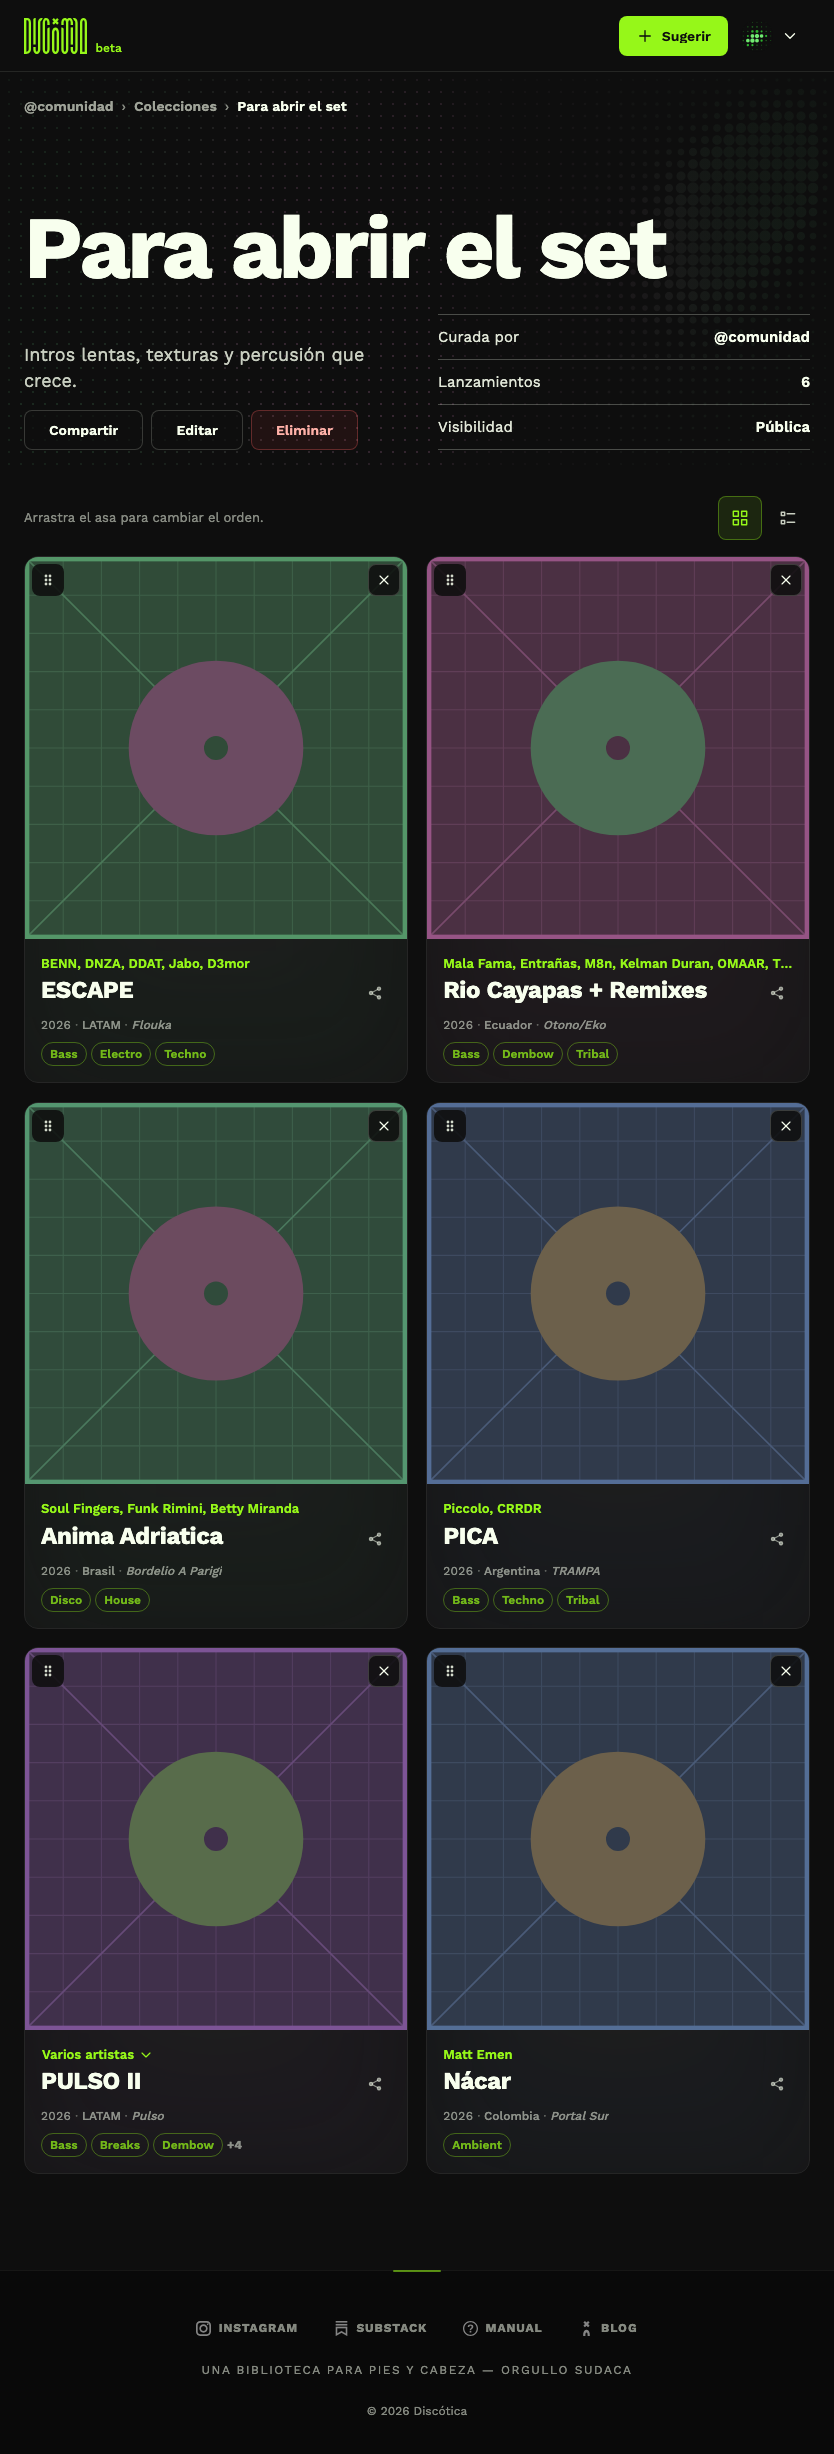 beta
Sugerir
@comunidad › Colecciones › Para abrir el set
Para abrir el set
Intros lentas, texturas y percusión que
crece.
Compartir
Editar
Eliminar
Curada por @comunidad
Lanzamientos 6
Visibilidad Pública
Arrastra el asa para cambiar el orden.
BENN, DNZA, DDAT, Jabo, D3mor
ESCAPE
2026 · LATAM · Flouka
Bass Electro Techno
Mala Fama, Entrañas, M8n, Kelman Duran, OMAAR, T...
Rio Cayapas + Remixes
2026 · Ecuador · Otono/Eko
Bass Dembow Tribal
Soul Fingers, Funk Rimini, Betty Miranda
Anima Adriatica
2026 · Brasil · Bordelio A Parigi
Disco House
Piccolo, CRRDR
PICA
2026 · Argentina · TRAMPA
Bass Techno Tribal
Varios artistas
PULSO II
2026 · LATAM · Pulso
Bass Breaks Dembow +4
Matt Emen
Nácar
2026 · Colombia · Portal Sur
Ambient
INSTAGRAM SUBSTACK MANUAL BLOG
UNA BIBLIOTECA PARA PIES Y CABEZA — ORGULLO SUDACA
© 2026 Discótica